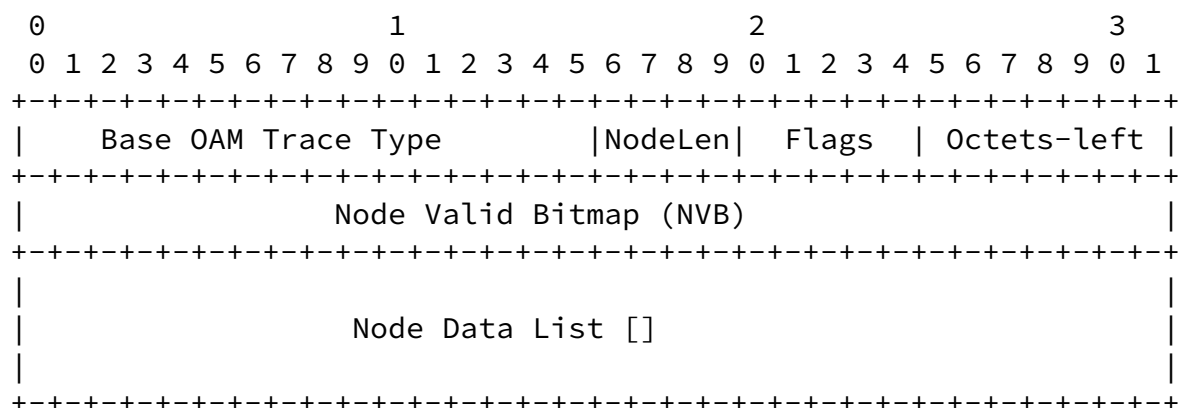 0                   1                   2                   3
 0 1 2 3 4 5 6 7 8 9 0 1 2 3 4 5 6 7 8 9 0 1 2 3 4 5 6 7 8 9 0 1
+-+-+-+-+-+-+-+-+-+-+-+-+-+-+-+-+-+-+-+-+-+-+-+-+-+-+-+-+-+-+-+-+
|    Base OAM Trace Type        |NodeLen|  Flags  | Octets-left |
+-+-+-+-+-+-+-+-+-+-+-+-+-+-+-+-+-+-+-+-+-+-+-+-+-+-+-+-+-+-+-+-+
|                 Node Valid Bitmap (NVB)                       |
+-+-+-+-+-+-+-+-+-+-+-+-+-+-+-+-+-+-+-+-+-+-+-+-+-+-+-+-+-+-+-+-+
|                                                               |
|                  Node Data List []                            |
|                                                               |
+-+-+-+-+-+-+-+-+-+-+-+-+-+-+-+-+-+-+-+-+-+-+-+-+-+-+-+-+-+-+-+-+